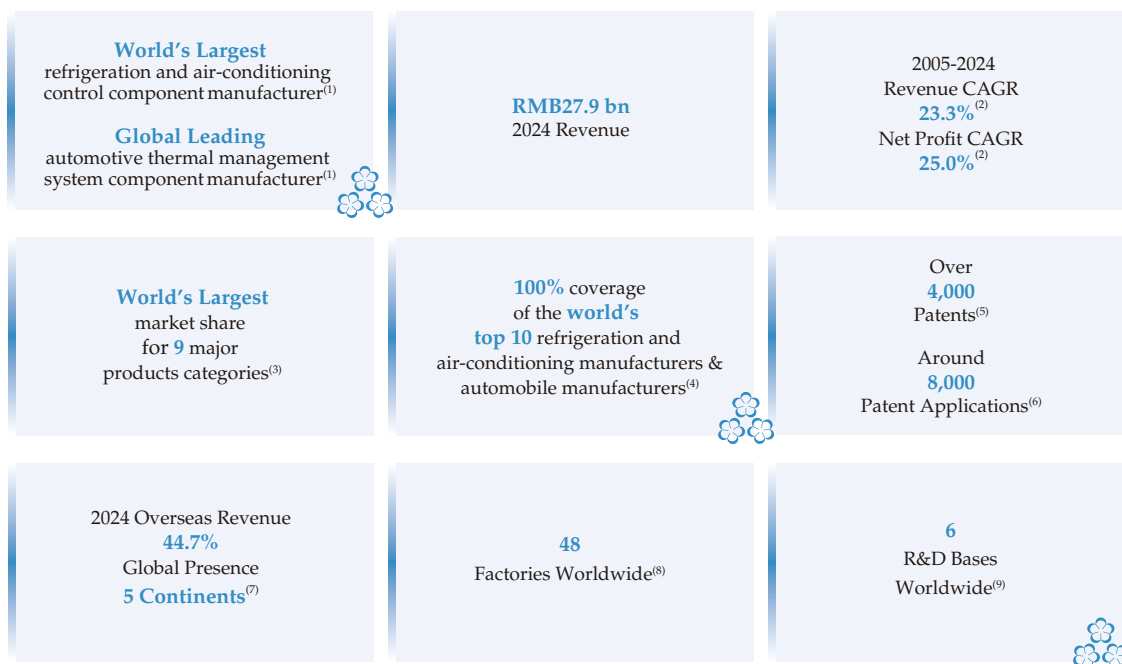 World's Largest
refrigeration and air-conditioning
control component manufacturer(1)
Global Leading
automotive thermal management
system component manufacturer(1)
RMB27.9 bn
2024 Revenue
2005-2024
Revenue CAGR
23.3%(2)
Net Profit CAGR
25.0%(2)
World's Largest
market share
for 9 major
products categories(3)
100% coverage
of the world's
top 10 refrigeration and
air-conditioning manufacturers &
automobile manufacturers(4)
Over
4,000
Patents(5)
Around
8,000
Patent Applications(6)
2024 Overseas Revenue
44.7%
Global Presence
5 Continents(7)
48
Factories Worldwide(8)
6
R&D Bases
Worldwide(9)